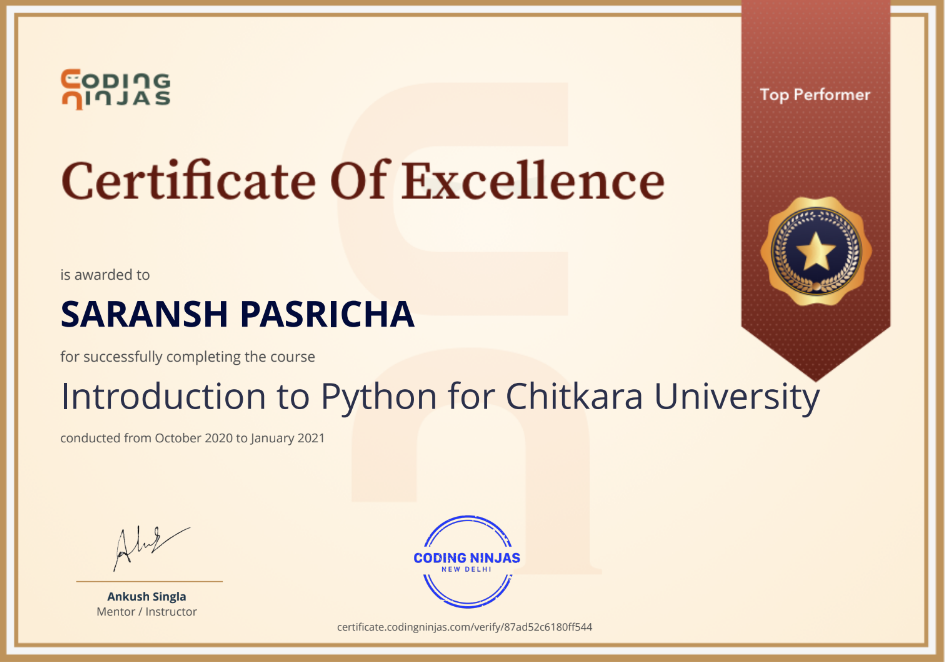 CODING
NINJAS
Top Performer
Certificate Of Excellence
is awarded to
SARANSH PASRICHA
for successfully completing the course
Introduction to Python for Chitkara University
conducted from October 2020 to January 2021
Ankush Singla
Mentor / Instructor
CODING NINJAS
NEW DELHI
certificate.codingninjas.com/verify/87ad52c6180ff544